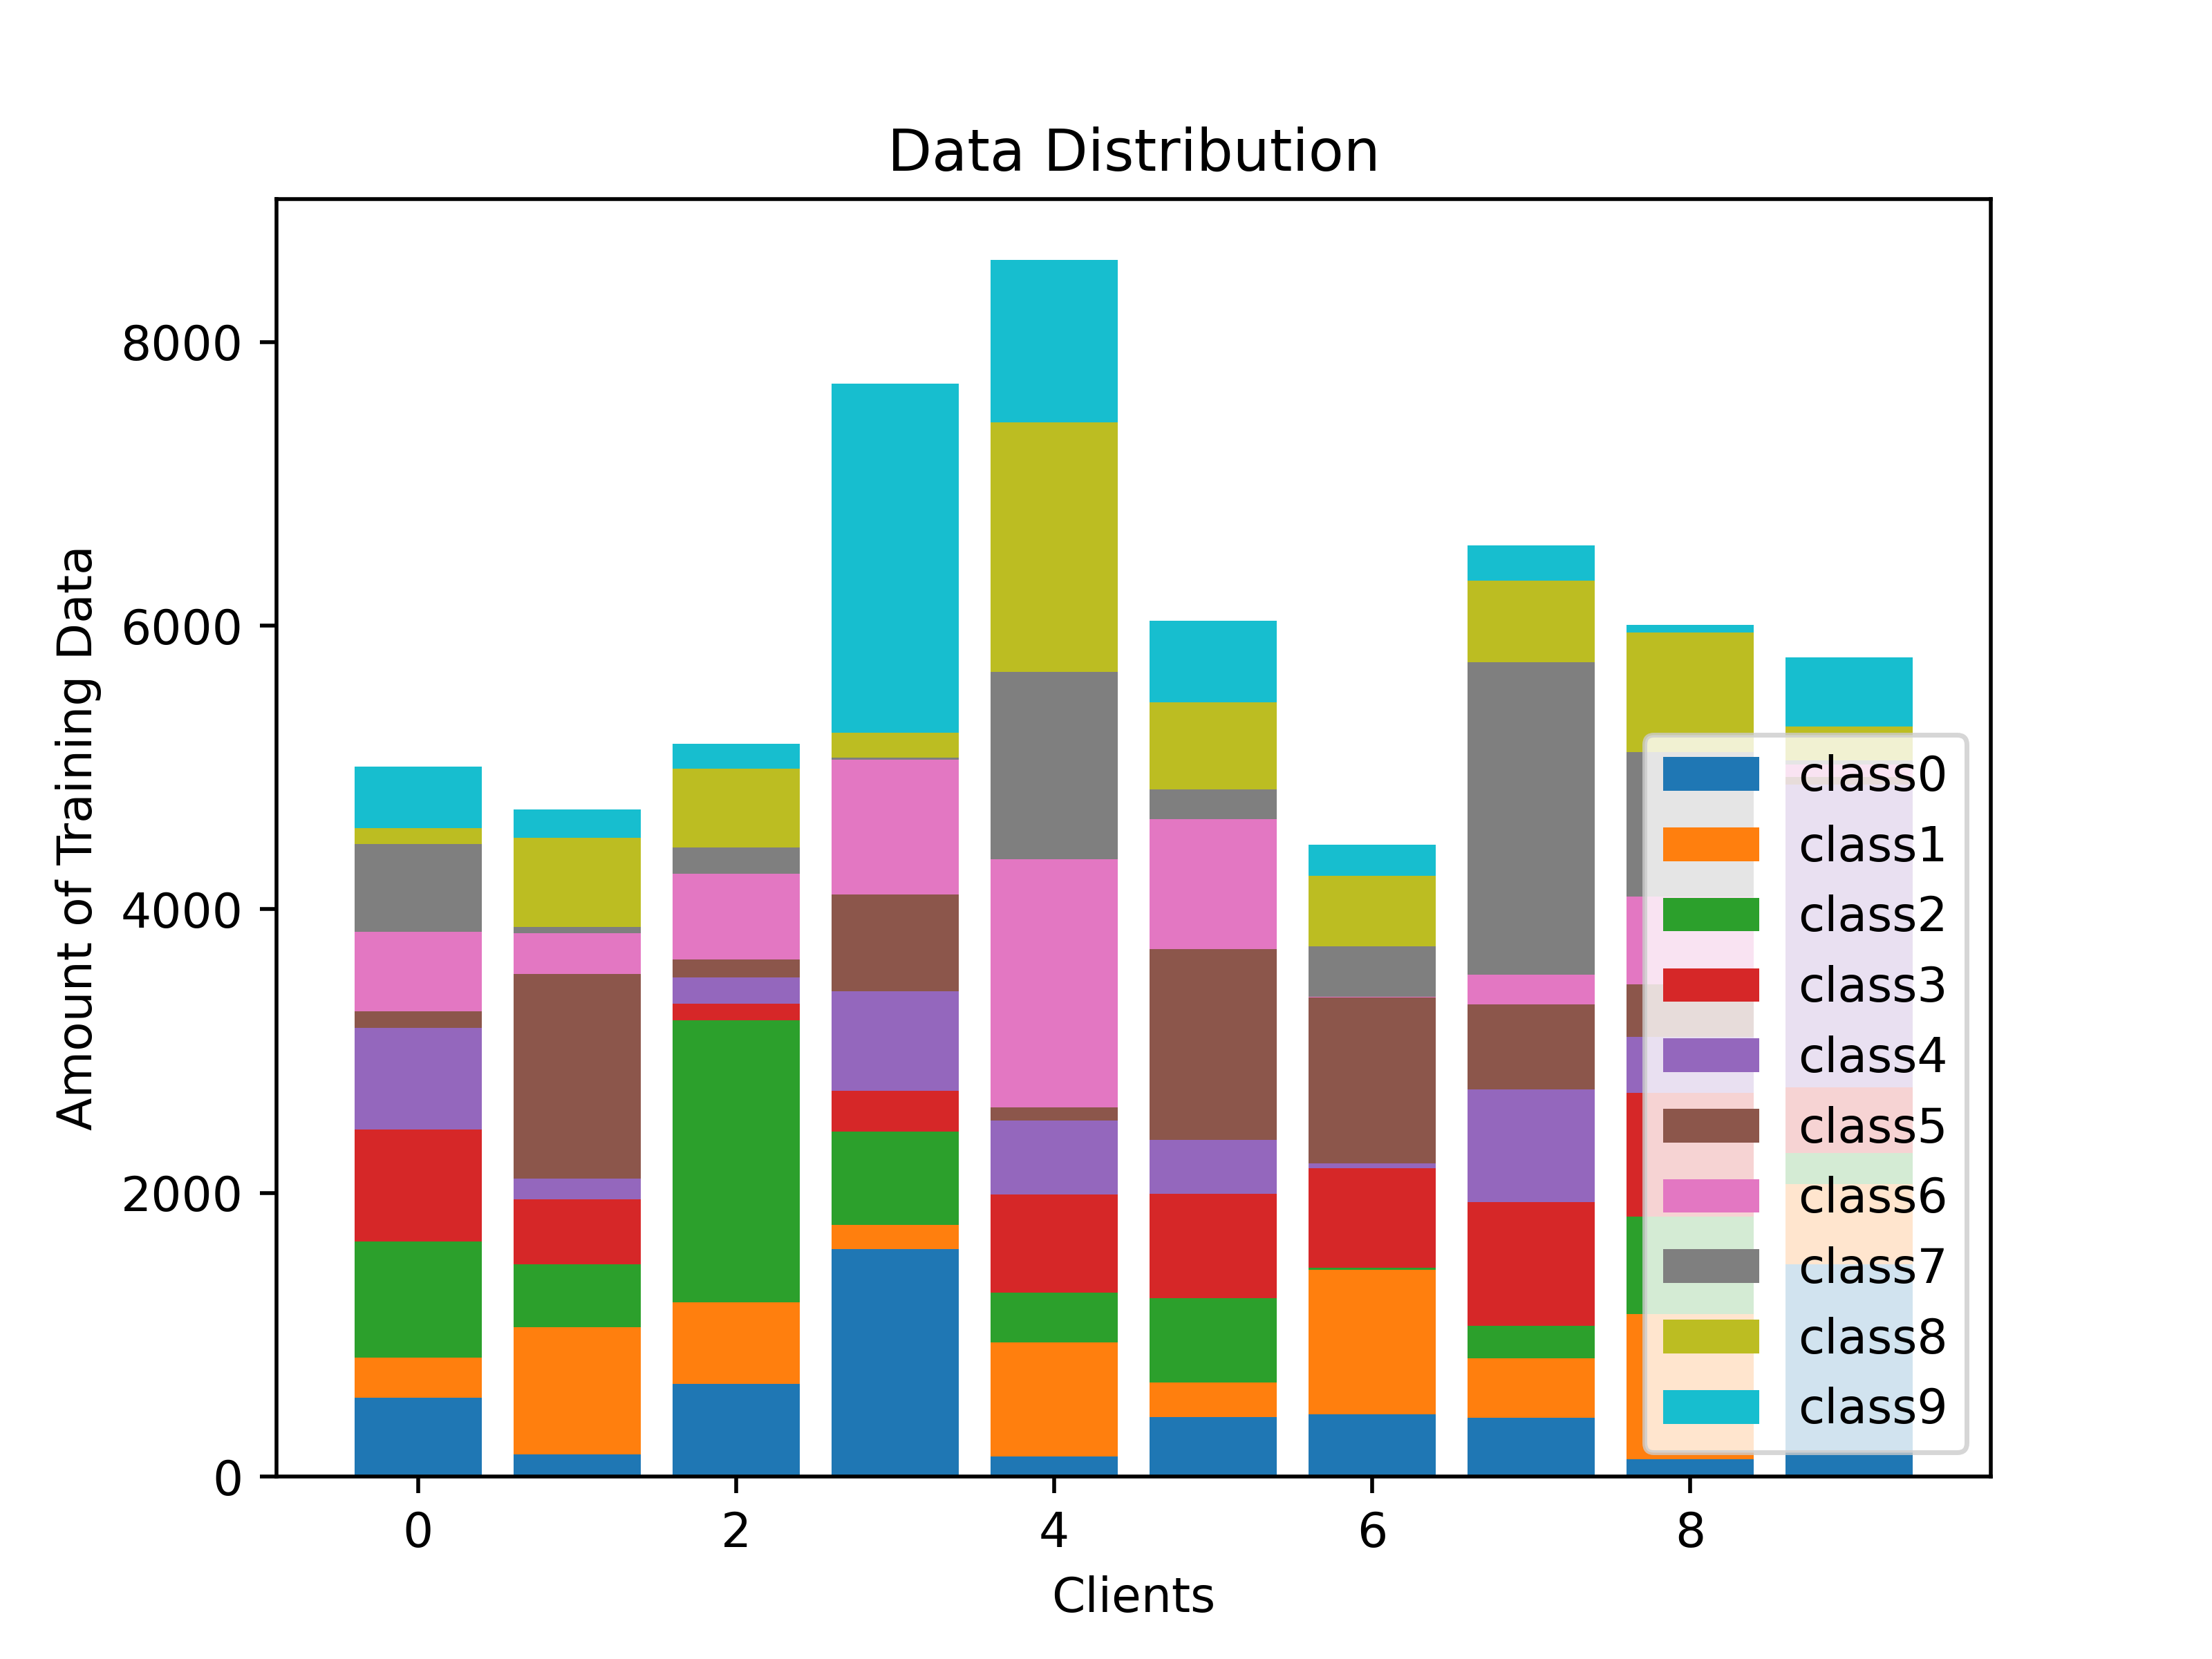 Data Distribution
Amount of Training Data
8000
6000
4000
2000
0
0 2 4 6 8
Clients
class0
class1
class2
class3
class4
class5
class6
class7
class8
class9